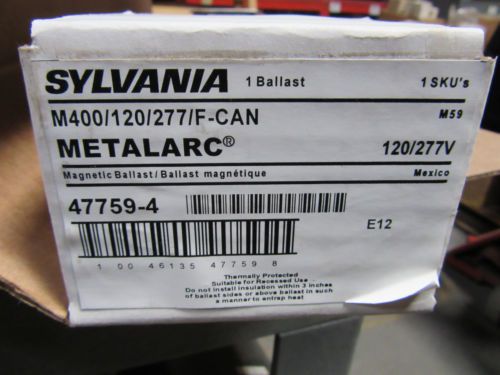 SYLVANIA 1 Ballast 1 SKU's
M400/120/277/F-CAN M59
METALARC® 120/277V
Magnetic Ballast/Ballast magnétique Mexico
47759-4
E12
1 00 46135 47759 8
Thermally Protected
Suitable for Recessed Use
Do not install insulation within 3 inches
of ballast sides or above ballast in such
a manner to entrap heat